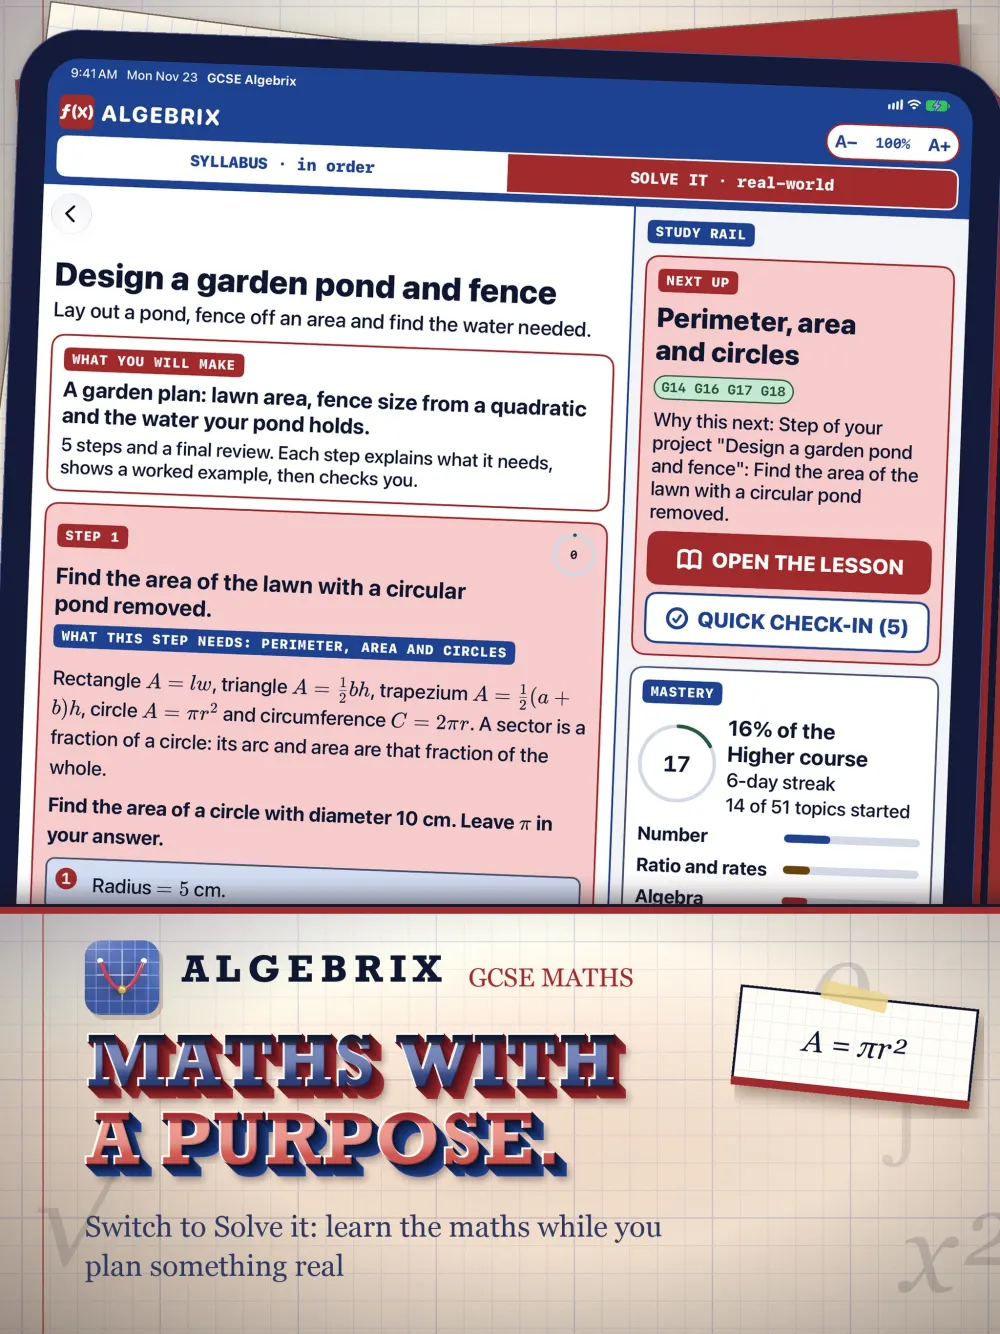 9:41 AM Mon Nov 23 GCSE Algebrix
f(x) ALGEBRIX
A− 100% A+
SYLLABUS · in order
SOLVE IT · real-world
Design a garden pond and fence
Lay out a pond, fence off an area and find the water needed.
WHAT YOU WILL MAKE
A garden plan: lawn area, fence size from a quadratic
and the water your pond holds.
5 steps and a final review. Each step explains what it needs,
shows a worked example, then checks you.
STEP 1
0
Find the area of the lawn with a circular
pond removed.
WHAT THIS STEP NEEDS: PERIMETER, AREA AND CIRCLES
Rectangle A = lw, triangle A = ½bh, trapezium A = ½(a +
b)h, circle A = πr² and circumference C = 2πr. A sector is a
fraction of a circle: its arc and area are that fraction of the
whole.
Find the area of a circle with diameter 10 cm. Leave π in
your answer.
1 Radius = 5 cm.
STUDY RAIL
NEXT UP
Perimeter, area
and circles
G14 G16 G17 G18
Why this next: Step of your
project "Design a garden pond
and fence": Find the area of the
lawn with a circular pond
removed.
OPEN THE LESSON
QUICK CHECK-IN (5)
MASTERY
17
16% of the
Higher course
6-day streak
14 of 51 topics started
Number
Ratio and rates
Algebra
ALGEBRIX GCSE MATHS
MATHS WITH
A PURPOSE.
A = πr²
Switch to Solve it: learn the maths while you
plan something real
√
x²